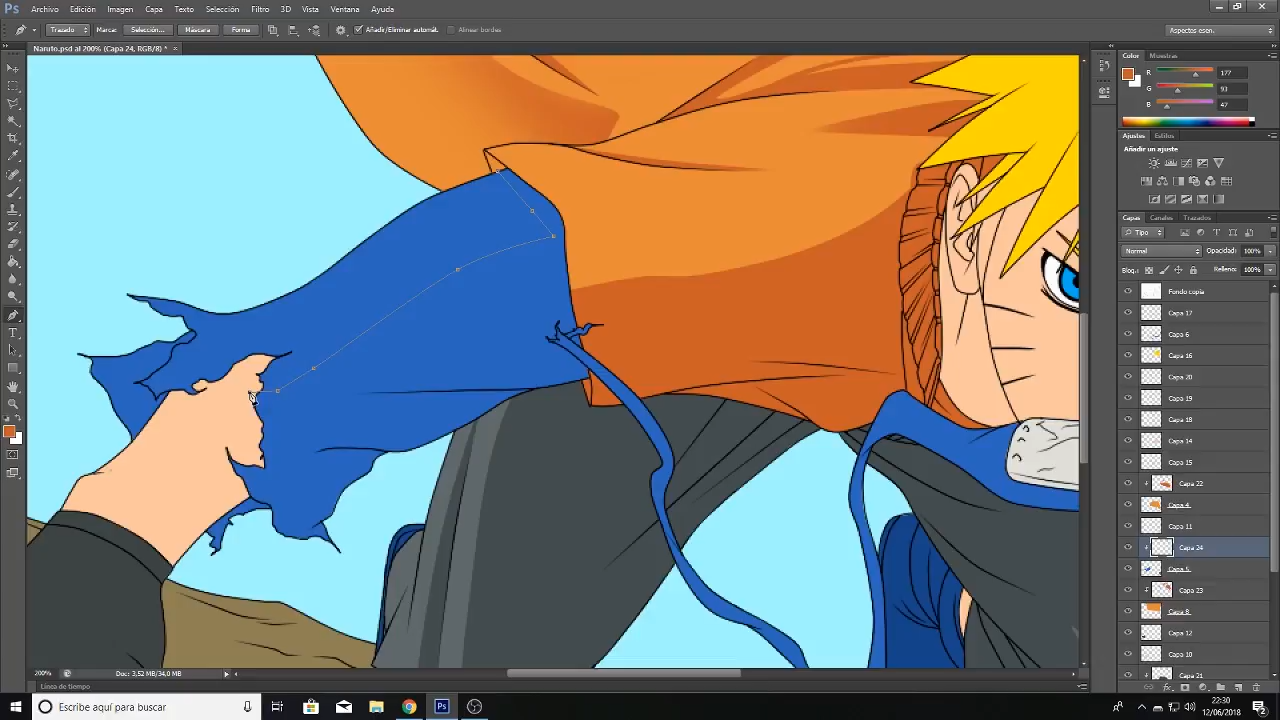 Ps Archivo Edición Imagen Capa Texto Selección Filtro 3D Vista Ventana Ayuda
Trazado Marca: Selección... Máscara Forma Añadir/Eliminar automát. Alinear bordes Aspectos esen.
Naruto.psd al 200% (Capa 24, RGB/8) * ×
Color Muestras
R 177
G 93
B 47
Ajustes Estilos
Añadir un ajuste
Capas Canales Trazados
Tipo
Normal Opacidad: 100%
Bloq.: Relleno: 100%
Fondo copia
Capa 17
Capa 6
Capa 16
Capa 20
Capa 19
Capa 18
Capa 14
Capa 15
Capa 22
Capa 4
Capa 11
Capa 24
Capa 5
Capa 23
Capa 8
Capa 12
Capa 10
Capa 21
200% Doc: 3,52 MB/34,0 MB
Línea de tiempo
Escribe aquí para buscar
Ps
22:30
12/06/2018
2